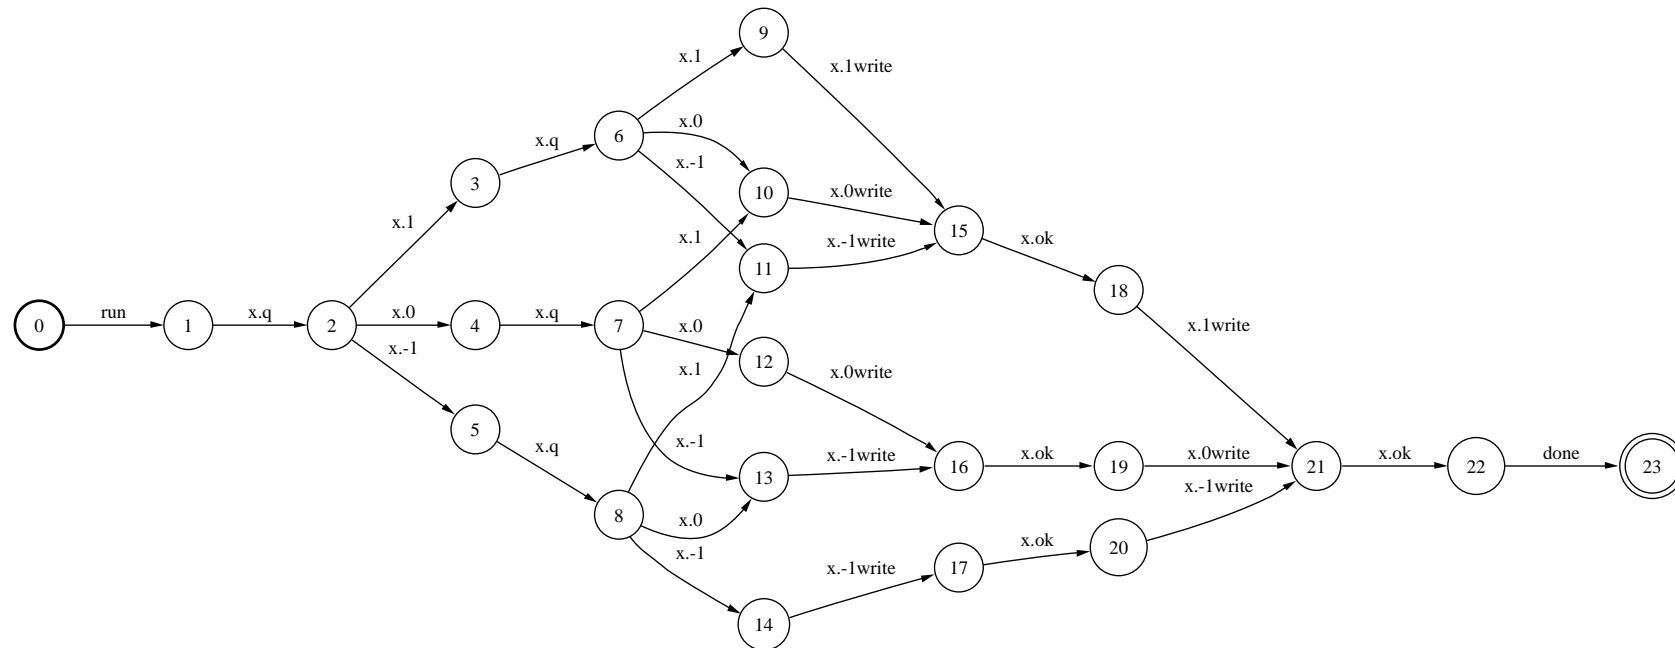 9
x.1
x.1write
6
x.0
x.q
x.-1
3
10
x.0write
x.1
x.1
15
x.-1write
x.ok
11
18
0
run
1
x.q
2
x.0
4
x.q
7
x.0
x.1write
x.-1
12
x.1
x.0write
5
x.q
x.-1
x.-1write
x.ok
x.0write
x.ok
done
13
16
19
21
22
23
x.-1write
8
x.0
x.-1
x.ok
20
x.-1write
17
14